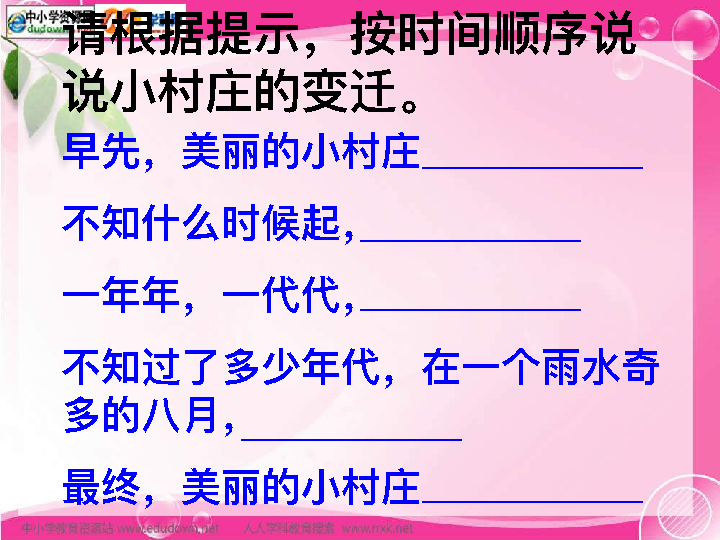 中小学资源网
请根据提示，按时间顺序说
说小村庄的变迁。
早先，美丽的小村庄___________
不知什么时候起，___________
一年年，一代代，___________
不知过了多少年代，在一个雨水奇
多的八月，___________
最终，美丽的小村庄___________
中小学教育资源站 www.edudown.net 人人学科教育搜索 www.rrxk.net